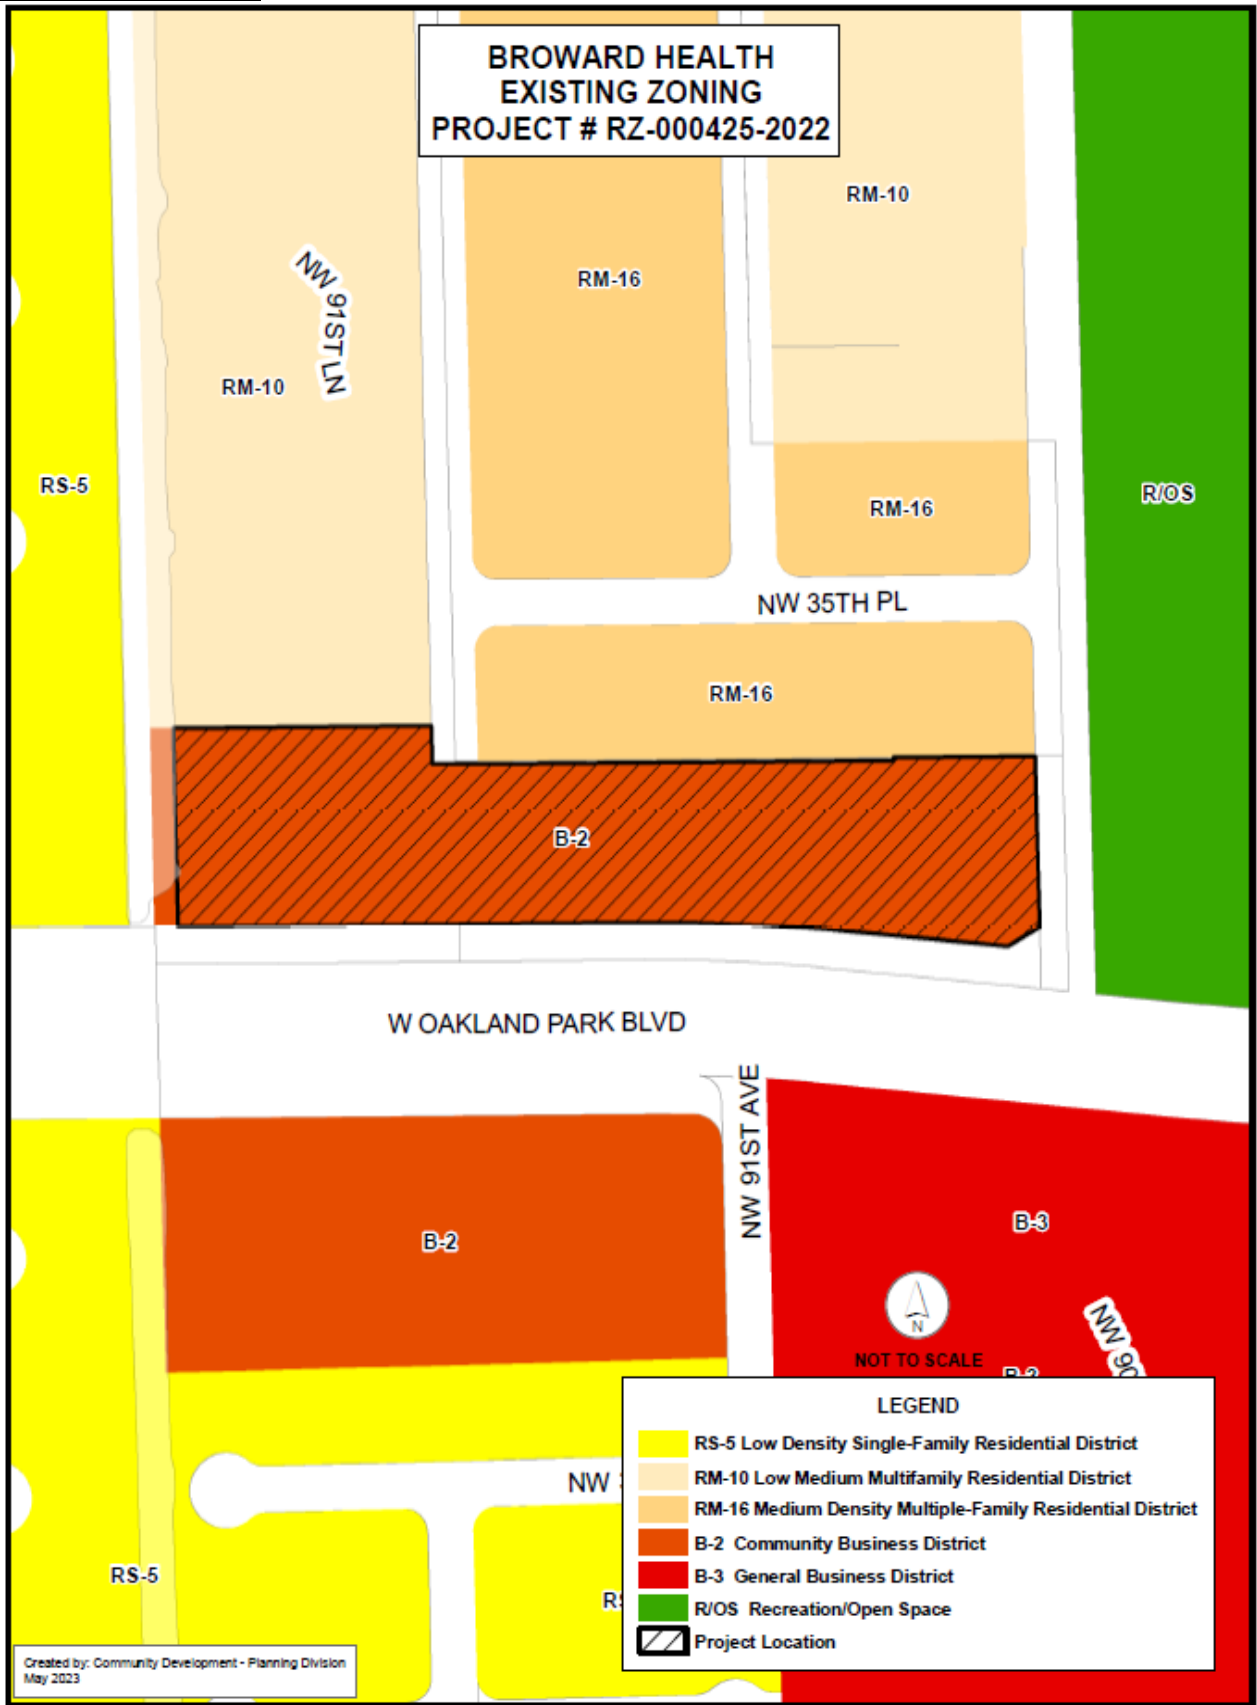 BROWARD HEALTH
EXISTING ZONING
PROJECT # RZ-000425-2022
RM-10
RM-16
NW 91ST LN
RM-10
RS-5
R/OS
RM-16
NW 35TH PL
RM-16
B-2
W OAKLAND PARK BLVD
NW 91ST AVE
B-3
B-2
N
NOT TO SCALE
NW 90
LEGEND
RS-5 Low Density Single-Family Residential District
RM-10 Low Medium Multifamily Residential District
RM-16 Medium Density Multiple-Family Residential District
B-2 Community Business District
B-3 General Business District
R/OS Recreation/Open Space
Project Location
NW
RS-5
Created by: Community Development - Planning Division
May 2023